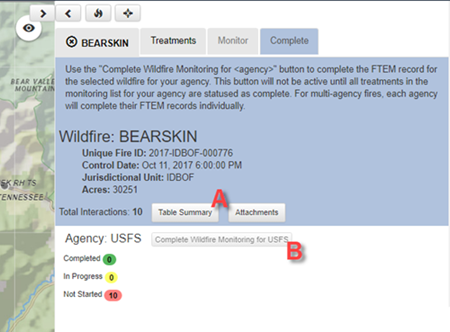 BEARSKIN
Treatments
Monitor
Complete
Use the "Complete Wildfire Monitoring for <agency>" button to complete the FTEM record for
the selected wildfire for your agency. This button will not be active until all treatments in the
monitoring list for your agency are statused as complete. For multi-agency fires, each agency
will complete their FTEM records individually.
BEAR VALLE
MOUNTAIN
Wildfire: BEARSKIN
Unique Fire ID: 2017-IDBOF-000776
Control Date: Oct 11, 2017 6:00:00 PM
Jurisdictional Unit: IDBOF
Acres: 30251
TENNESSEE
A
Total Interactions: 10
Table Summary
Attachments
Agency: USFS
Complete Wildfire Monitoring for USFS
B
Completed 0
In Progress 0
Not Started 10